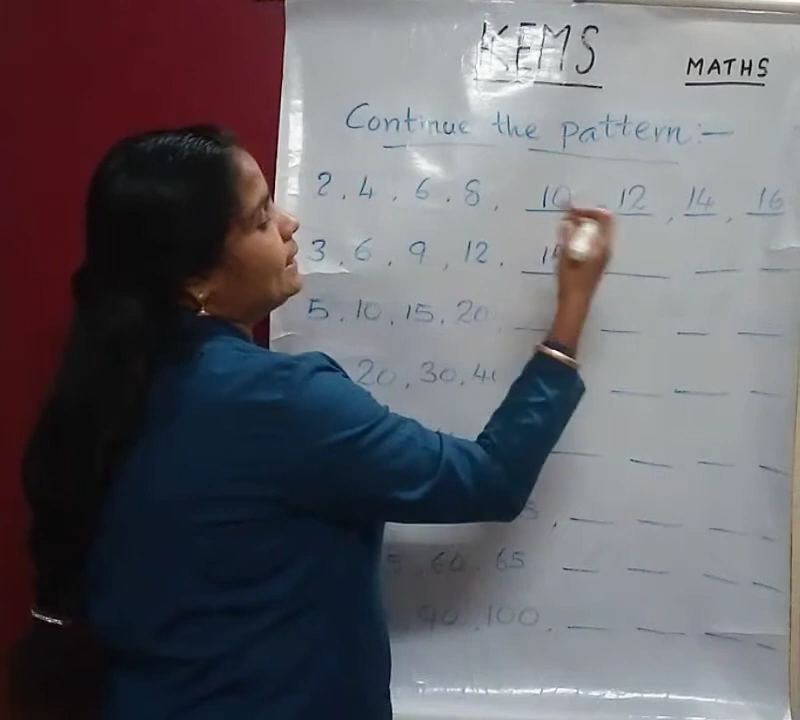 KEMS
MATHS
Continue the pattern:-
2, 4, 6, 8, 10, 12, 14, 16
3, 6, 9, 12,
5, 10, 15, 20
20, 30,
60 65
90, 100,